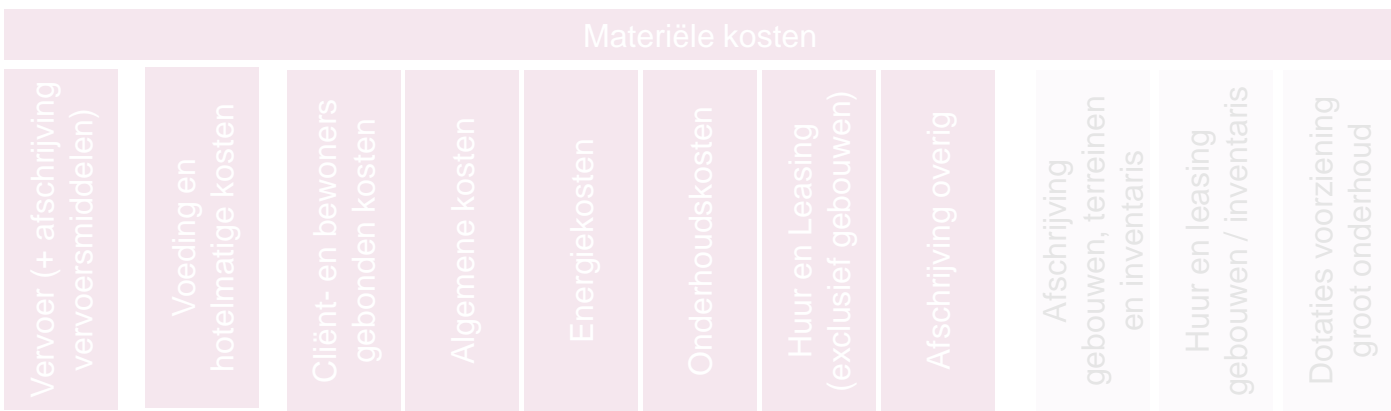 Materiële kosten
Vervoer (+ afschrijving
vervoersmiddelen)
Voeding en
hotelmatige kosten
Cliënt- en bewoners
gebonden kosten
Algemene kosten
Energiekosten
Onderhoudskosten
Huur en Leasing
(exclusief gebouwen)
Afschrijving overig
Afschrijving
gebouwen, terreinen
en inventaris
Huur en leasing
gebouwen / inventaris
Dotaties voorziening
groot onderhoud